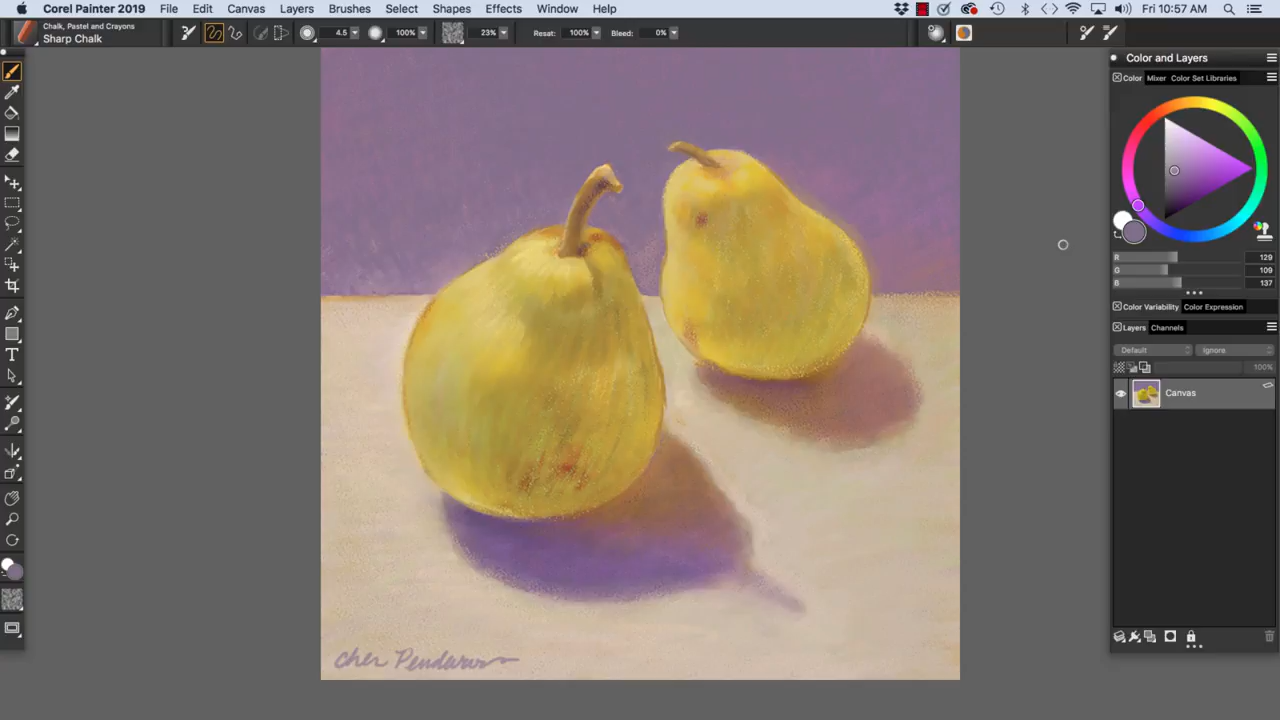 Corel Painter 2019 File Edit Canvas Layers Brushes Select Shapes Effects Window Help Fri 10:57 AM
Chalk, Pastel and Crayons
Sharp Chalk
4.5 100% 23% Resat: 100% Bleed: 0%
Color and Layers
Color Mixer Color Set Libraries
R 129
G 109
B 137
Color Variability Color Expression
Layers Channels
Default Ignore
100%
Canvas
Cher Pendarvis